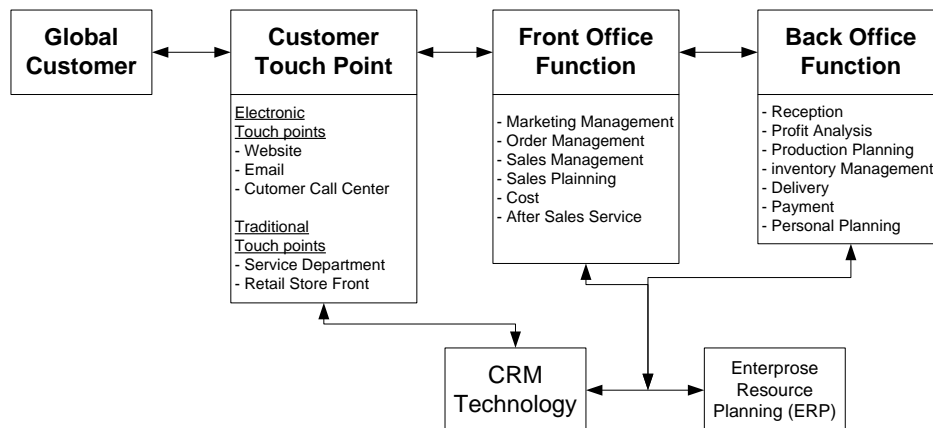 Global
Customer
Customer
Touch Point
Electronic
Touch points
- Website
- Email
- Cutomer Call Center
Traditional
Touch points
- Service Department
- Retail Store Front
Front Office
Function
- Marketing Management
- Order Management
- Sales Management
- Sales Plainning
- Cost
- After Sales Service
Back Office
Function
- Reception
- Profit Analysis
- Production Planning
- inventory Management
- Delivery
- Payment
- Personal Planning
CRM
Technology
Enterprose
Resource
Planning (ERP)